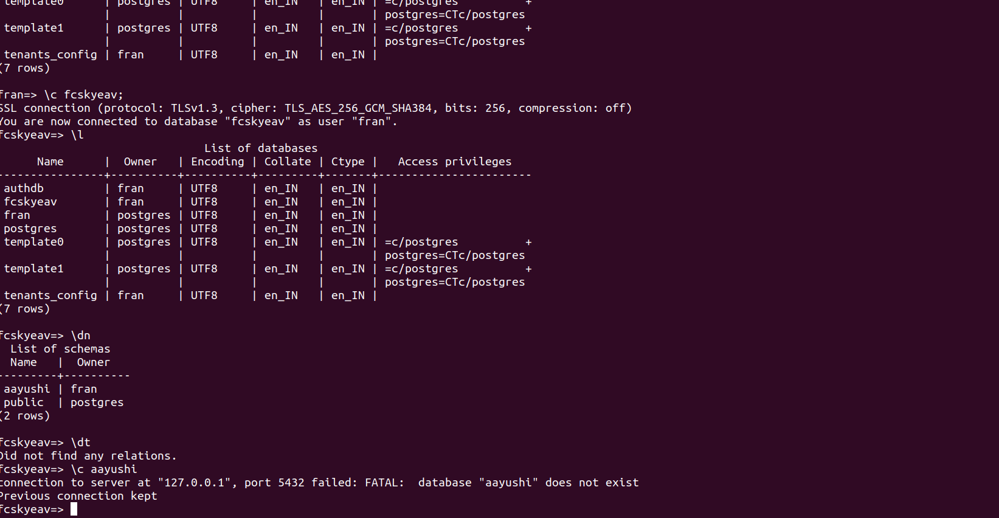 template0      | postgres | UTF8     | en_IN   | en_IN | =c/postgres          +
               |          |          |         |       | postgres=CTc/postgres
template1      | postgres | UTF8     | en_IN   | en_IN | =c/postgres          +
               |          |          |         |       | postgres=CTc/postgres
tenants_config | fran     | UTF8     | en_IN   | en_IN |
(7 rows)
fran=> \c fcskyeav;
SSL connection (protocol: TLSv1.3, cipher: TLS_AES_256_GCM_SHA384, bits: 256, compression: off)
You are now connected to database "fcskyeav" as user "fran".
fcskyeav=> \l
                              List of databases
     Name      |  Owner   | Encoding | Collate | Ctype |   Access privileges
---------------+----------+----------+---------+-------+-----------------------
authdb         | fran     | UTF8     | en_IN   | en_IN |
fcskyeav       | fran     | UTF8     | en_IN   | en_IN |
fran           | postgres | UTF8     | en_IN   | en_IN |
postgres       | postgres | UTF8     | en_IN   | en_IN |
template0      | postgres | UTF8     | en_IN   | en_IN | =c/postgres          +
               |          |          |         |       | postgres=CTc/postgres
template1      | postgres | UTF8     | en_IN   | en_IN | =c/postgres          +
               |          |          |         |       | postgres=CTc/postgres
tenants_config | fran     | UTF8     | en_IN   | en_IN |
(7 rows)
fcskyeav=> \dn
  List of schemas
  Name   |  Owner
---------+----------
aayushi | fran
public  | postgres
(2 rows)
fcskyeav=> \dt
Did not find any relations.
fcskyeav=> \c aayushi
connection to server at "127.0.0.1", port 5432 failed: FATAL:  database "aayushi" does not exist
Previous connection kept
fcskyeav=>